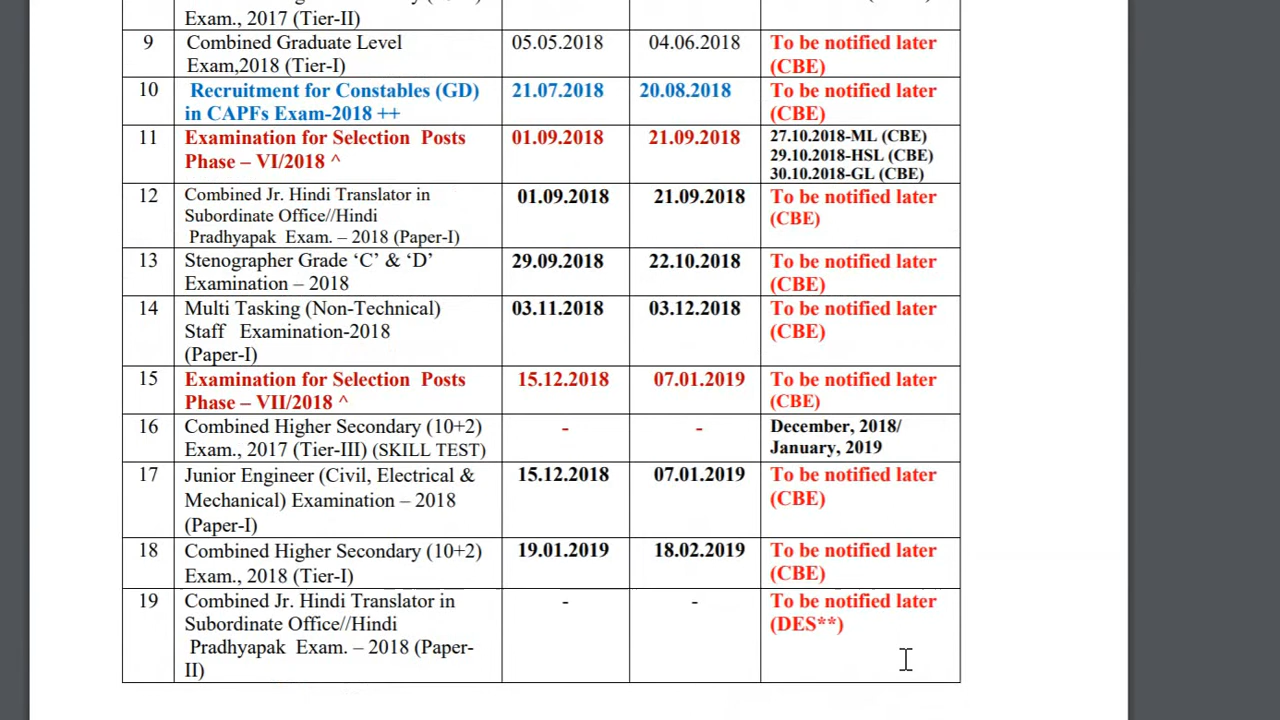 Exam., 2017 (Tier-II)
9 Combined Graduate Level 05.05.2018 04.06.2018 To be notified later
Exam,2018 (Tier-I) (CBE)
10 Recruitment for Constables (GD) 21.07.2018 20.08.2018 To be notified later
in CAPFs Exam-2018 ++ (CBE)
11 Examination for Selection Posts 01.09.2018 21.09.2018 27.10.2018-ML (CBE)
Phase – VI/2018 ^ 29.10.2018-HSL (CBE)
30.10.2018-GL (CBE)
12 Combined Jr. Hindi Translator in 01.09.2018 21.09.2018 To be notified later
Subordinate Office//Hindi (CBE)
Pradhyapak Exam. – 2018 (Paper-I)
13 Stenographer Grade ‘C’ & ‘D’ 29.09.2018 22.10.2018 To be notified later
Examination – 2018 (CBE)
14 Multi Tasking (Non-Technical) 03.11.2018 03.12.2018 To be notified later
Staff Examination-2018 (CBE)
(Paper-I)
15 Examination for Selection Posts 15.12.2018 07.01.2019 To be notified later
Phase – VII/2018 ^ (CBE)
16 Combined Higher Secondary (10+2) - - December, 2018/
Exam., 2017 (Tier-III) (SKILL TEST) January, 2019
17 Junior Engineer (Civil, Electrical & 15.12.2018 07.01.2019 To be notified later
Mechanical) Examination – 2018 (CBE)
(Paper-I)
18 Combined Higher Secondary (10+2) 19.01.2019 18.02.2019 To be notified later
Exam., 2018 (Tier-I) (CBE)
19 Combined Jr. Hindi Translator in - - To be notified later
Subordinate Office//Hindi (DES**)
Pradhyapak Exam. – 2018 (Paper-
II)